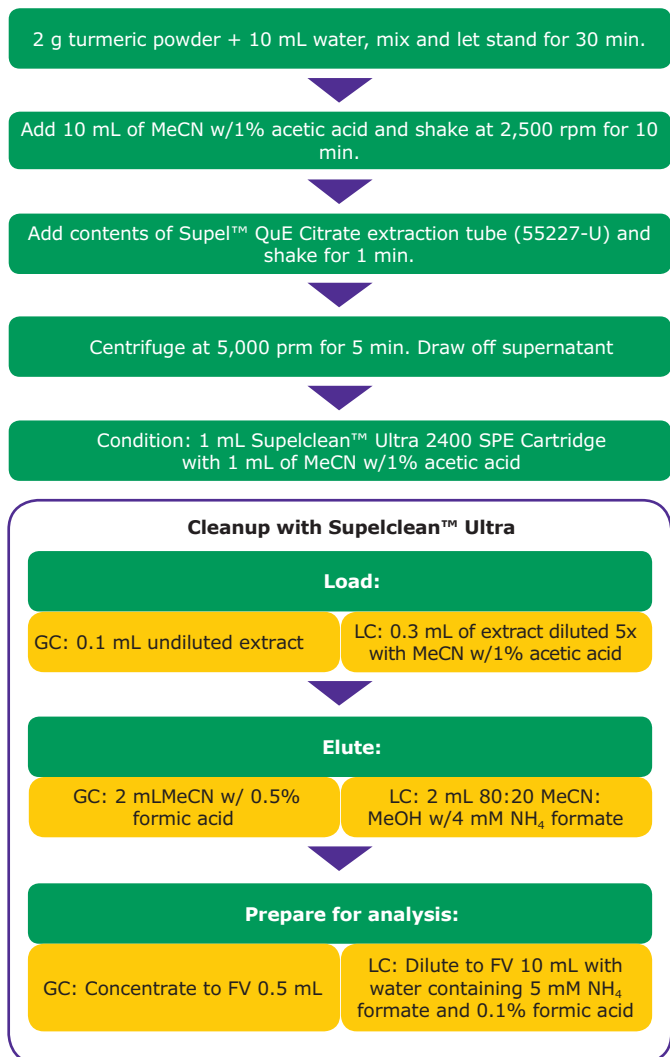 2 g turmeric powder + 10 mL water, mix and let stand for 30 min.
Add 10 mL of MeCN w/1% acetic acid and shake at 2,500 rpm for 10
min.
Add contents of Supel™ QuE Citrate extraction tube (55227-U) and
shake for 1 min.
Centrifuge at 5,000 prm for 5 min. Draw off supernatant
Condition: 1 mL Supelclean™ Ultra 2400 SPE Cartridge
with 1 mL of MeCN w/1% acetic acid
Cleanup with Supelclean™ Ultra
Load:
GC: 0.1 mL undiluted extract
LC: 0.3 mL of extract diluted 5x
with MeCN w/1% acetic acid
Elute:
GC: 2 mLMeCN w/ 0.5%
formic acid
LC: 2 mL 80:20 MeCN:
MeOH w/4 mM NH₄ formate
Prepare for analysis:
GC: Concentrate to FV 0.5 mL
LC: Dilute to FV 10 mL with
water containing 5 mM NH₄
formate and 0.1% formic acid